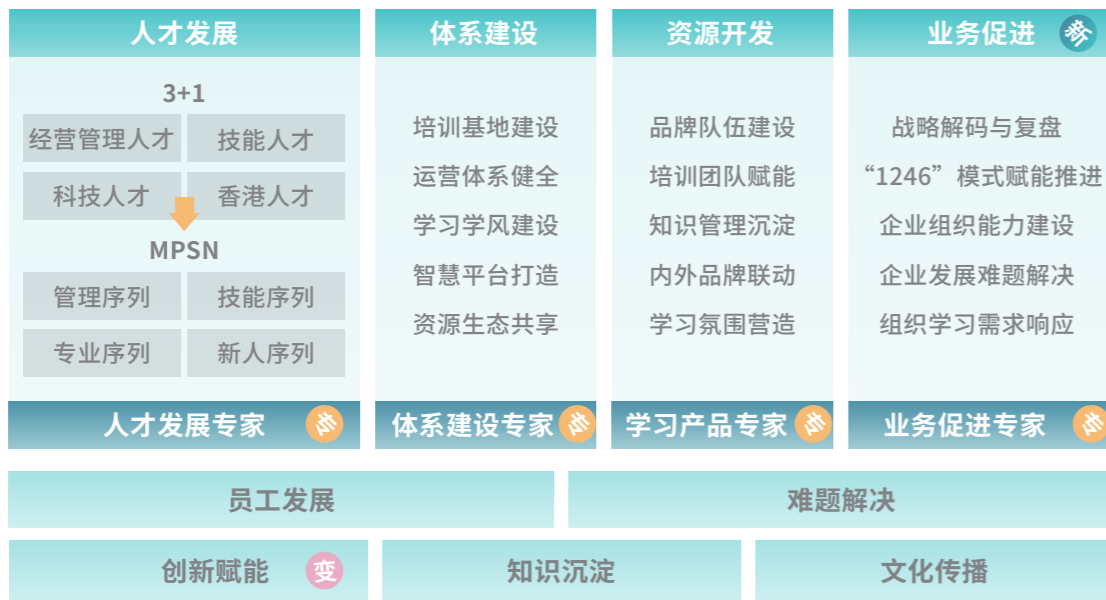 人才发展
3+1
经营管理人才
技能人才
科技人才
香港人才
MPSN
管理序列
技能序列
专业序列
新人序列
人才发展专家
体系建设
培训基地建设
运营体系健全
学习学风建设
智慧平台打造
资源生态共享
体系建设专家
资源开发
品牌队伍建设
培训团队赋能
知识管理沉淀
内外品牌联动
学习氛围营造
学习产品专家
业务促进
新
战略解码与复盘
“1246”模式赋能推进
企业组织能力建设
企业发展难题解决
组织学习需求响应
业务促进专家
员工发展
难题解决
创新赋能
变
知识沉淀
文化传播